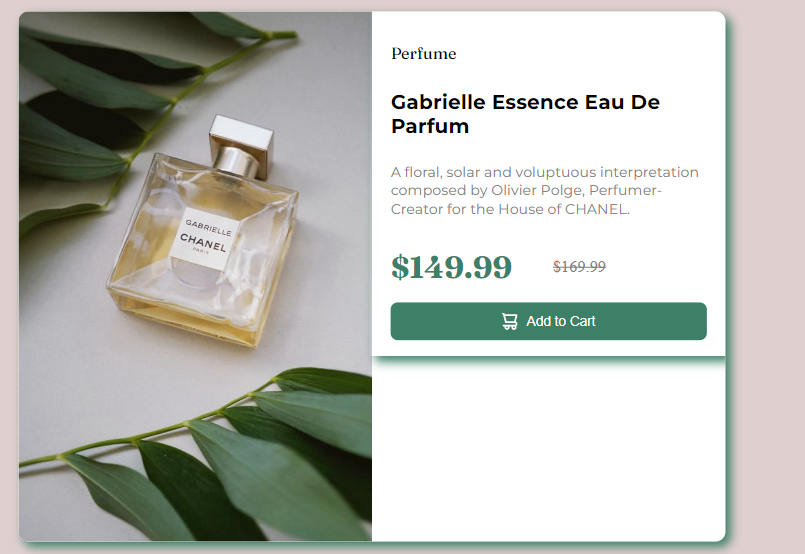 GABRIELLE
CHANEL
PARIS
Perfume
Gabrielle Essence Eau De
Parfum
A floral, solar and voluptuous interpretation
composed by Olivier Polge, Perfumer-
Creator for the House of CHANEL.
$149.99 $169.99
Add to Cart